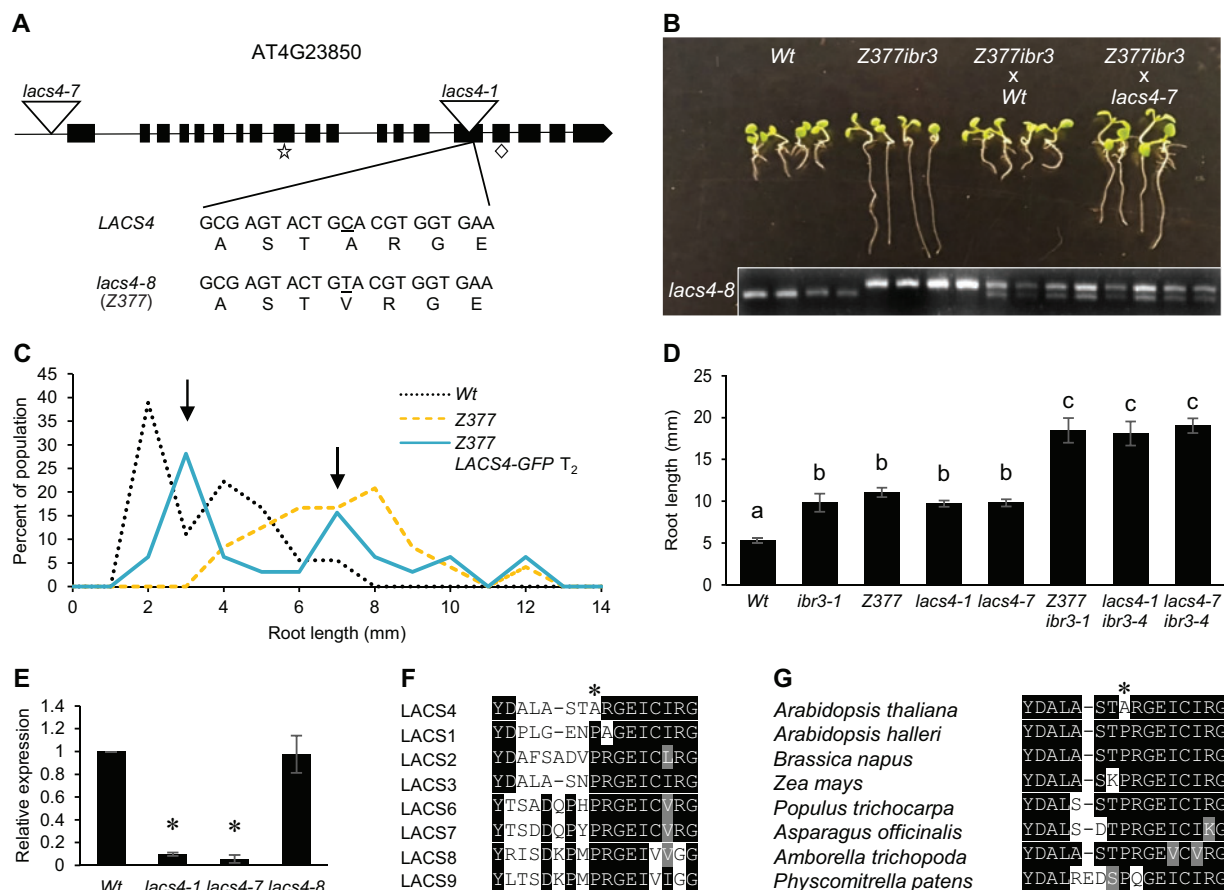 A
AT4G23850
lacs4-7
lacs4-1
LACS4
GCG AGT ACT GCA CGT GGT GAA
A S T A R G E
lacs4-8
(Z377)
GCG AGT ACT GTA CGT GGT GAA
A S T V R G E
B
Wt
Z377ibr3
Z377ibr3
x
Wt
Z377ibr3
x
lacs4-7
lacs4-8
C
Percent of population
45
40
35
30
25
20
15
10
5
0
0 2 4 6 8 10 12 14
Root length (mm)
Wt
Z377
Z377
LACS4-GFP T2
D
Root length (mm)
25
20
15
10
5
0
a
b
b
b
b
c
c
c
Wt
ibr3-1
Z377
lacs4-1
lacs4-7
Z377
ibr3-1
lacs4-1
ibr3-4
lacs4-7
ibr3-4
E
Relative expression
1.4
1.2
1
0.8
0.6
0.4
0.2
0
*
*
Wt lacs4-1 lacs4-7 lacs4-8
F
*
LACS4 YDALA-STARGEICIRG
LACS1 YDPLG-ENPAGEICIRG
LACS2 YDAFSADVPRGEICLRG
LACS3 YDALA-SNPRGEICIRG
LACS6 YTSADQPHPRGEICVRG
LACS7 YTSDDQPYPRGEICVRG
LACS8 YRISDKPMPRGEIVVGG
LACS9 YLTSDKPMPRGEIVIGG
G
*
Arabidopsis thaliana YDALA-STARGEICIRG
Arabidopsis halleri YDALA-STPRGEICIRG
Brassica napus YDALA-STPRGEICIRG
Zea mays YDALA-SKPRGEICIRG
Populus trichocarpa YDALS-STPRGEICIRG
Asparagus officinalis YDALS-DTPRGEICIKG
Amborella trichopoda YDALA-STPRGEVCVRG
Physcomitrella patens YDALREDSPQGEICIRG